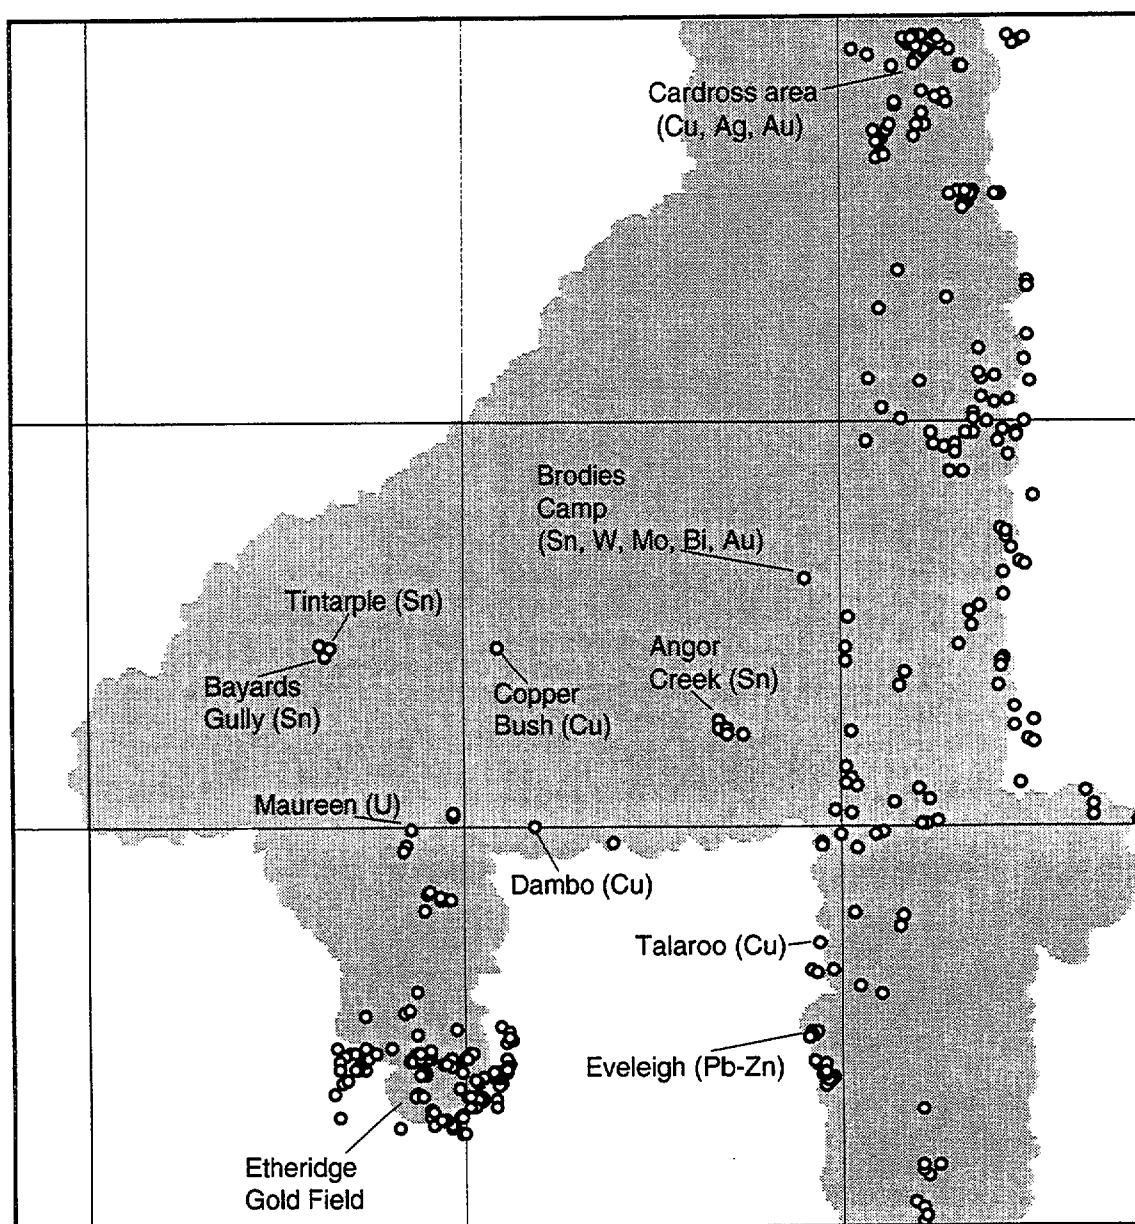 Cardross area
(Cu, Ag, Au)
Brodies
Camp
(Sn, W, Mo, Bi, Au)
Tintarple (Sn)
Bayards
Gully (Sn)
Copper
Bush (Cu)
Angor
Creek (Sn)
Maureen (U)
Dambo (Cu)
Talaroo (Cu)
Eveleigh (Pb-Zn)
Etheridge
Gold Field